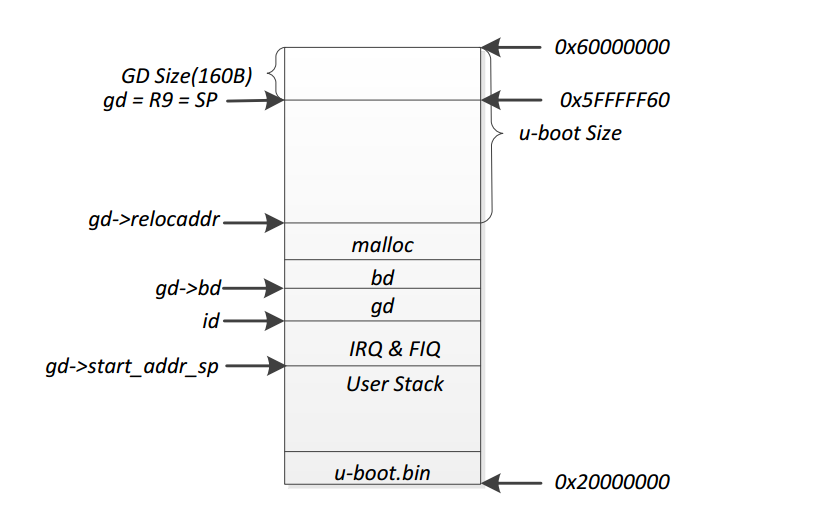 0x60000000
GD Size(160B)
gd = R9 = SP
0x5FFFFF60
u-boot Size
gd->relocaddr
malloc
bd
gd->bd
gd
id
IRQ & FIQ
gd->start_addr_sp
User Stack
u-boot.bin
0x20000000